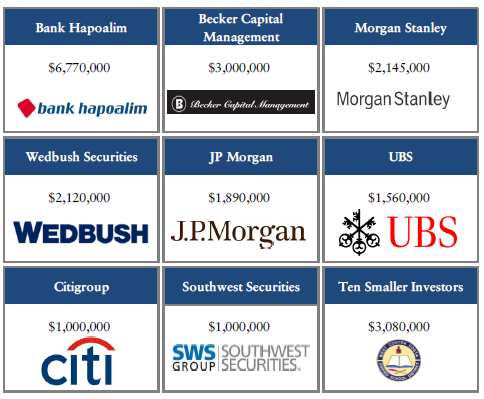 Bank Hapoalim
$6,770,000
bank hapoalim
Becker Capital
Management
$3,000,000
B Becker Capital Management
Morgan Stanley
$2,145,000
Morgan Stanley
Wedbush Securities
$2,120,000
WEDBUSH
JP Morgan
$1,890,000
J.P.Morgan
UBS
$1,560,000
UBS
Citigroup
$1,000,000
citi
Southwest Securities
$1,000,000
SWS SOUTHWEST
GROUP SECURITIES®
Ten Smaller Investors
$3,080,000